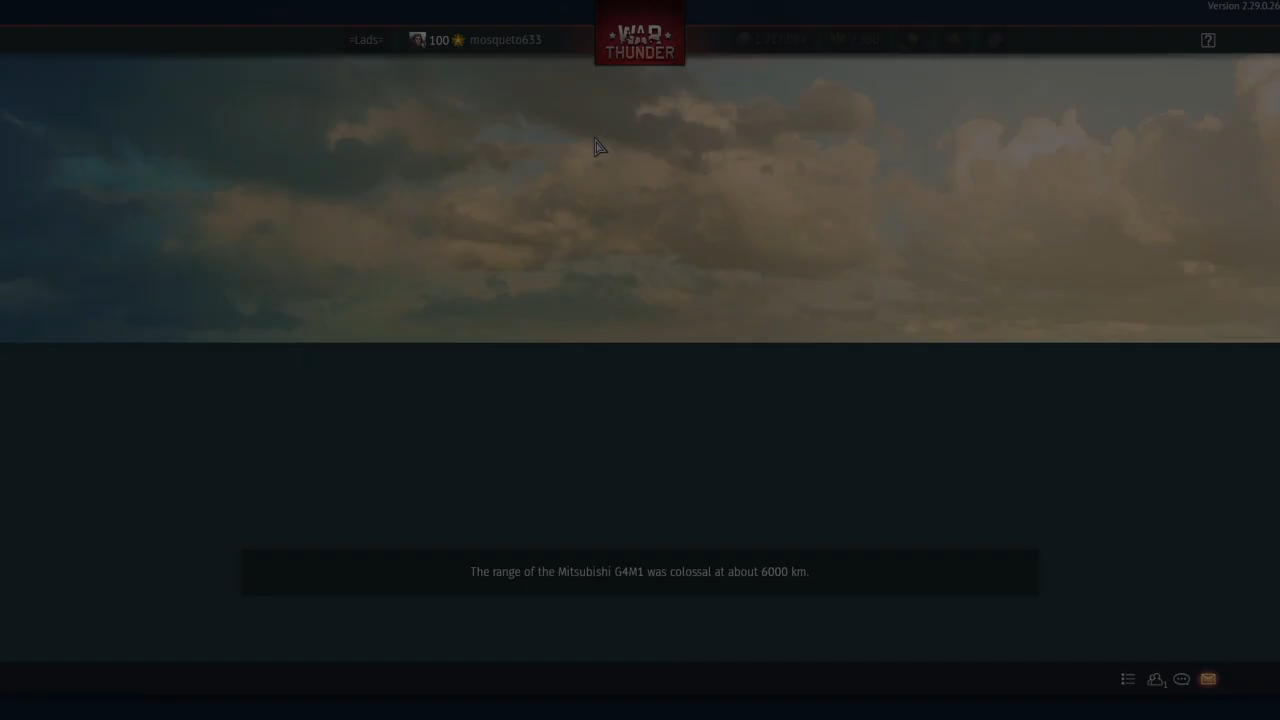 Version 2.29.0.26
=Lads= 100 mosqueto633
WAR
THUNDER
The range of the Mitsubishi G4M1 was colossal at about 6000 km.
1